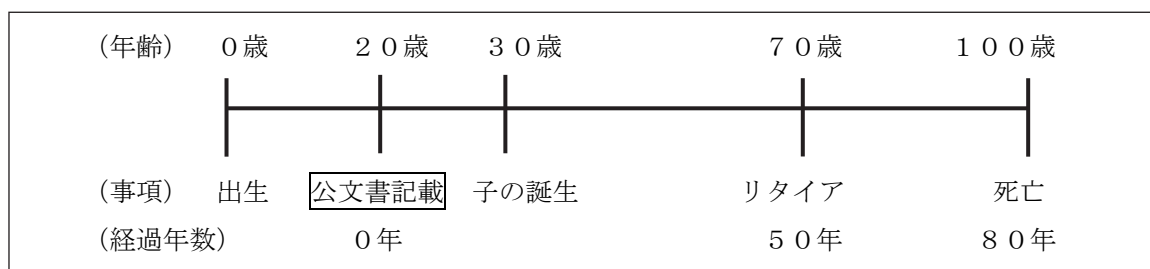 (年齢) 0歳 20歳 30歳 70歳 100歳
(事項) 出生 公文書記載 子の誕生 リタイア 死亡
(経過年数) 0年 50年 80年